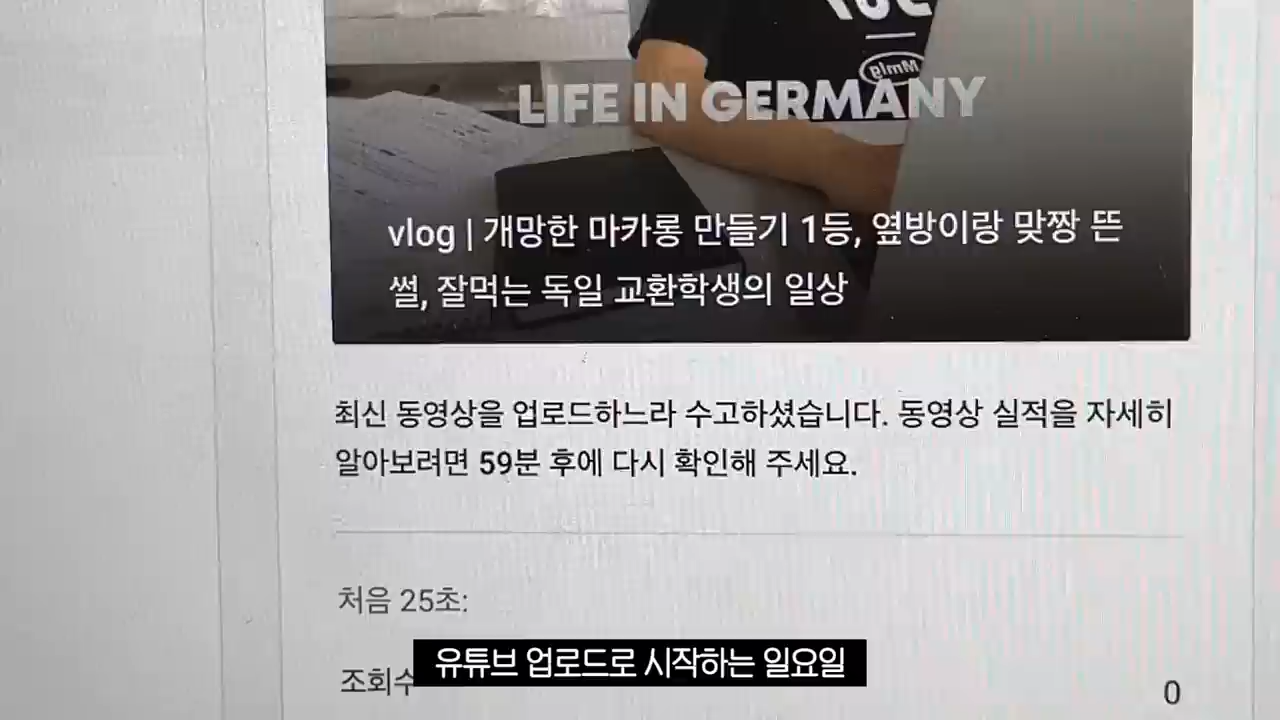 LIFE IN GERMANY
vlog | 개망한 마카롱 만들기 1등, 옆방이랑 맞짱 뜬
썰, 잘먹는 독일 교환학생의 일상
최신 동영상을 업로드하느라 수고하셨습니다. 동영상 실적을 자세히
알아보려면 59분 후에 다시 확인해 주세요.
처음 25초:
조회수 0
유튜브 업로드로 시작하는 일요일